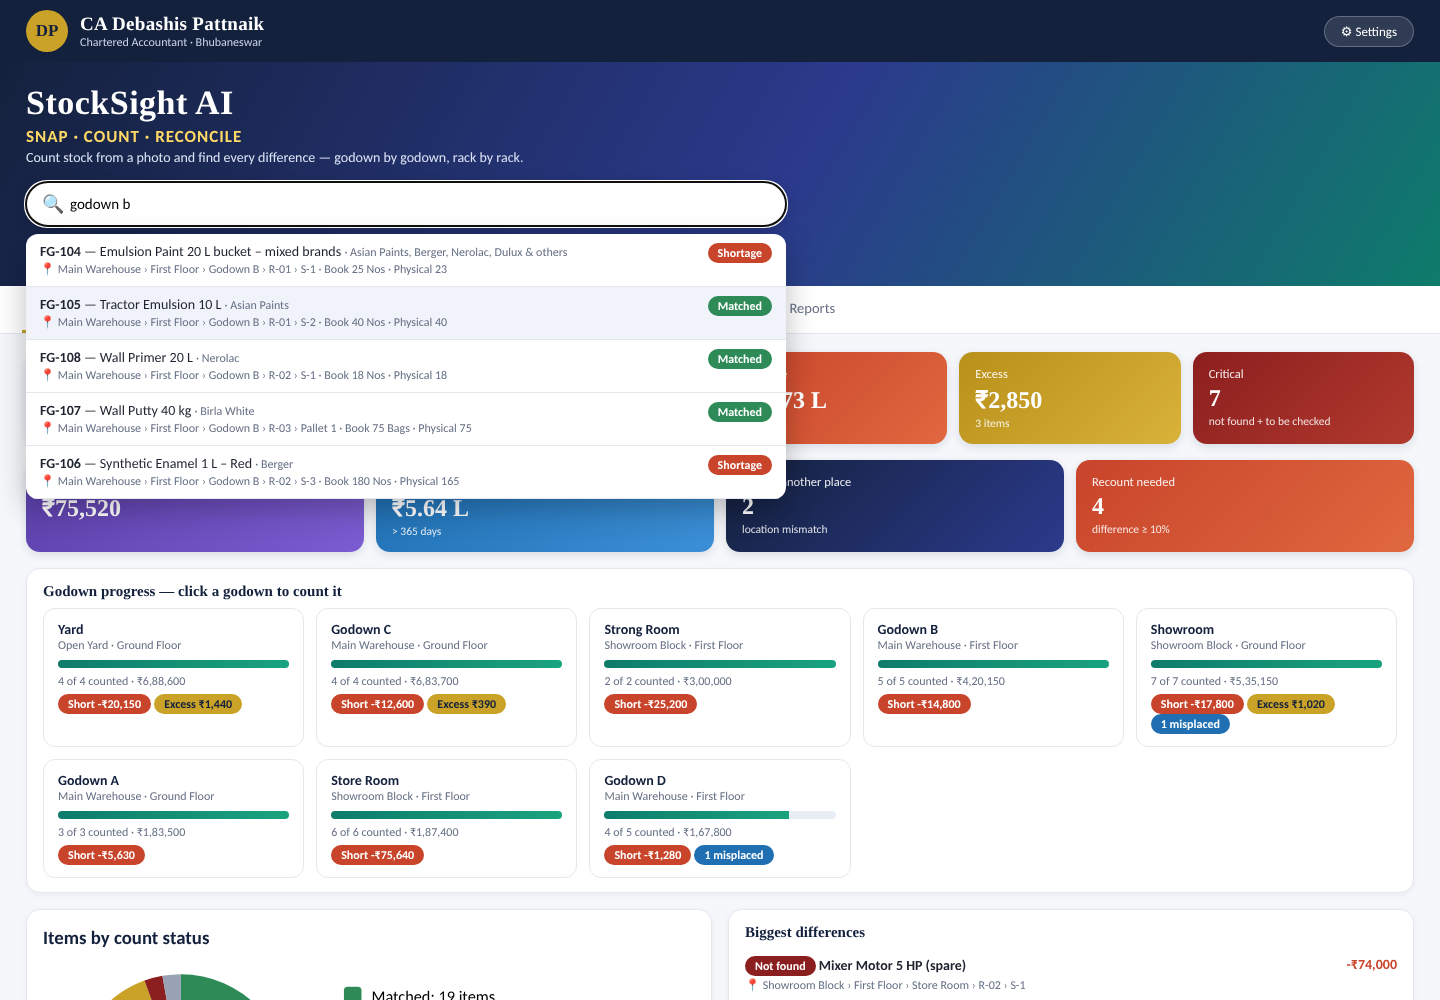 DP
CA Debashis Pattnaik
Chartered Accountant · Bhubaneswar
⚙ Settings
StockSight AI
SNAP · COUNT · RECONCILE
Count stock from a photo and find every difference — godown by godown, rack by rack.
🔍 godown b
FG-104 — Emulsion Paint 20 L bucket – mixed brands · Asian Paints, Berger, Nerolac, Dulux & others
Shortage
📍 Main Warehouse › First Floor › Godown B › R-01 › S-1 · Book 25 Nos · Physical 23
FG-105 — Tractor Emulsion 10 L · Asian Paints
Matched
📍 Main Warehouse › First Floor › Godown B › R-01 › S-2 · Book 40 Nos · Physical 40
FG-108 — Wall Primer 20 L · Nerolac
Matched
📍 Main Warehouse › First Floor › Godown B › R-02 › S-1 · Book 18 Nos · Physical 18
FG-107 — Wall Putty 40 kg · Birla White
Matched
📍 Main Warehouse › First Floor › Godown B › R-03 › Pallet 1 · Book 75 Bags · Physical 75
FG-106 — Synthetic Enamel 1 L – Red · Berger
Shortage
📍 Main Warehouse › First Floor › Godown B › R-02 › S-3 · Book 180 Nos · Physical 165
Reports
73 L
Excess
₹2,850
3 items
Critical
7
not found + to be checked
₹75,520
₹5.64 L
> 365 days
another place
2
location mismatch
Recount needed
4
difference ≥ 10%
Godown progress — click a godown to count it
Yard
Open Yard · Ground Floor
4 of 4 counted · ₹6,88,600
Short -₹20,150 Excess ₹1,440
Godown C
Main Warehouse · Ground Floor
4 of 4 counted · ₹6,83,700
Short -₹12,600 Excess ₹390
Strong Room
Showroom Block · First Floor
2 of 2 counted · ₹3,00,000
Short -₹25,200
Godown B
Main Warehouse · First Floor
5 of 5 counted · ₹4,20,150
Short -₹14,800
Showroom
Showroom Block · Ground Floor
7 of 7 counted · ₹5,35,150
Short -₹17,800 Excess ₹1,020
1 misplaced
Godown A
Main Warehouse · Ground Floor
3 of 3 counted · ₹1,83,500
Short -₹5,630
Store Room
Showroom Block · First Floor
6 of 6 counted · ₹1,87,400
Short -₹75,640
Godown D
Main Warehouse · First Floor
4 of 5 counted · ₹1,67,800
Short -₹1,280 1 misplaced
Items by count status
Matched: 19 items
Biggest differences
Not found Mixer Motor 5 HP (spare) -₹74,000
📍 Showroom Block › First Floor › Store Room › R-02 › S-1